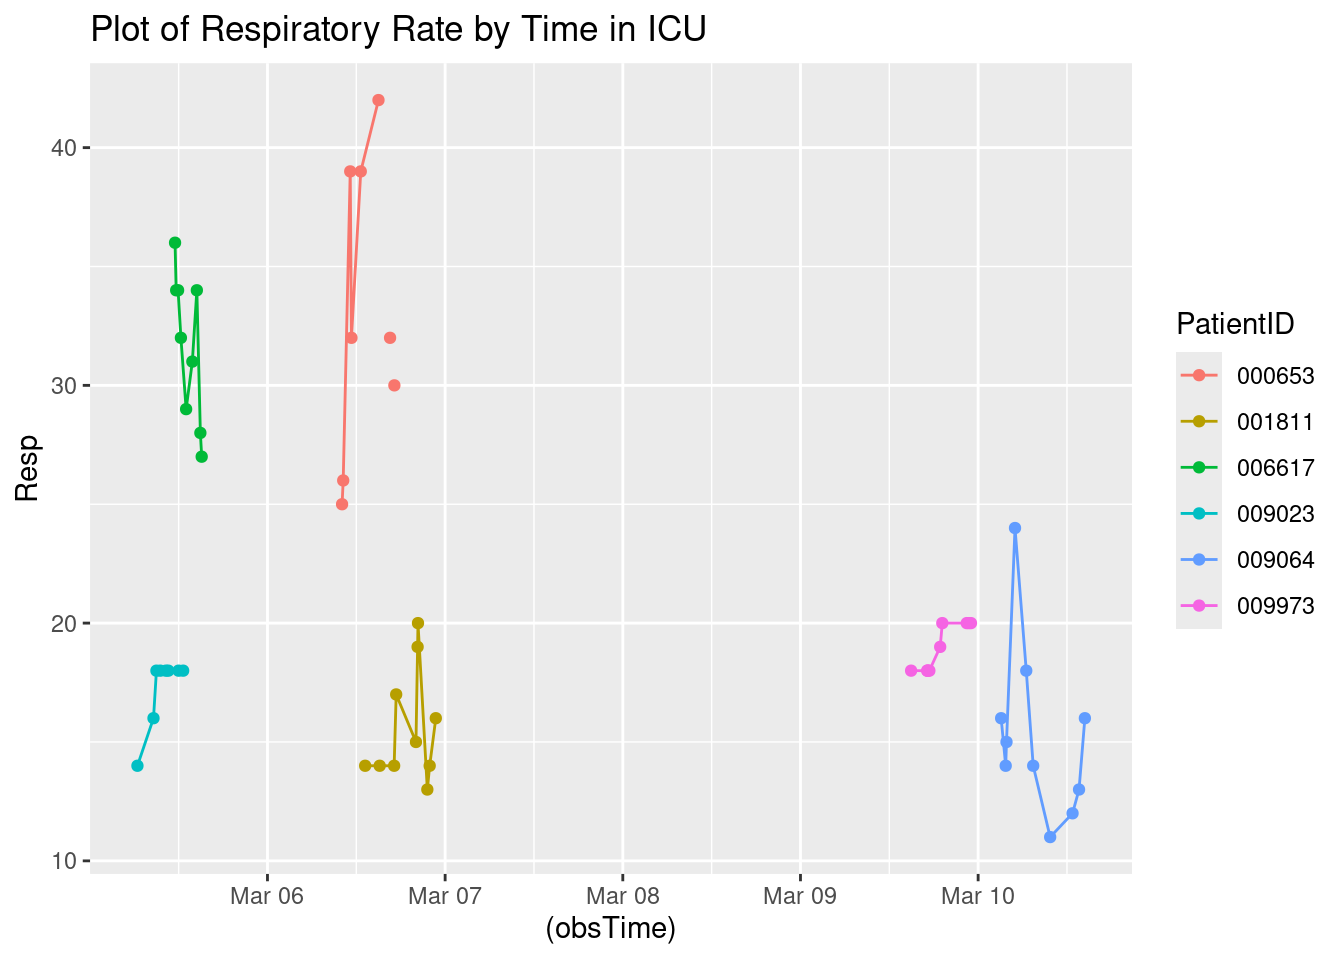 Plot of Respiratory Rate by Time in ICU
40
30
20
10
Resp
Mar 06
Mar 07
Mar 08
Mar 09
Mar 10
(obsTime)
PatientID
000653
001811
006617
009023
009064
009973